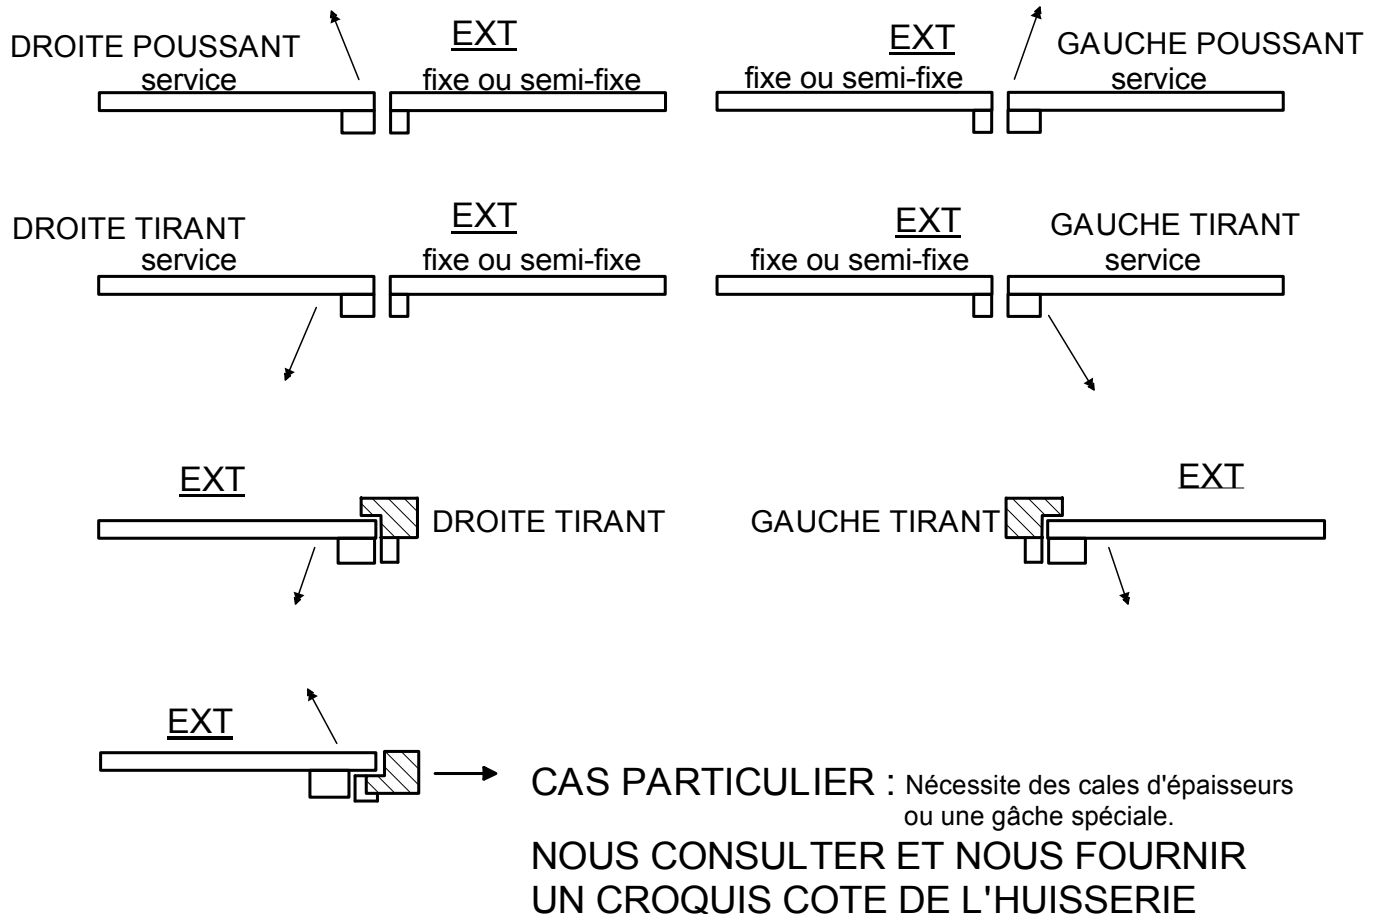 DROITE POUSSANT
service
EXT
fixe ou semi-fixe
EXT
fixe ou semi-fixe
GAUCHE POUSSANT
service
DROITE TIRANT
service
EXT
fixe ou semi-fixe
EXT
fixe ou semi-fixe
GAUCHE TIRANT
service
EXT
DROITE TIRANT
GAUCHE TIRANT
EXT
EXT
CAS PARTICULIER : Nécessite des cales d'épaisseurs
ou une gâche spéciale.
NOUS CONSULTER ET NOUS FOURNIR
UN CROQUIS COTE DE L'HUISSERIE